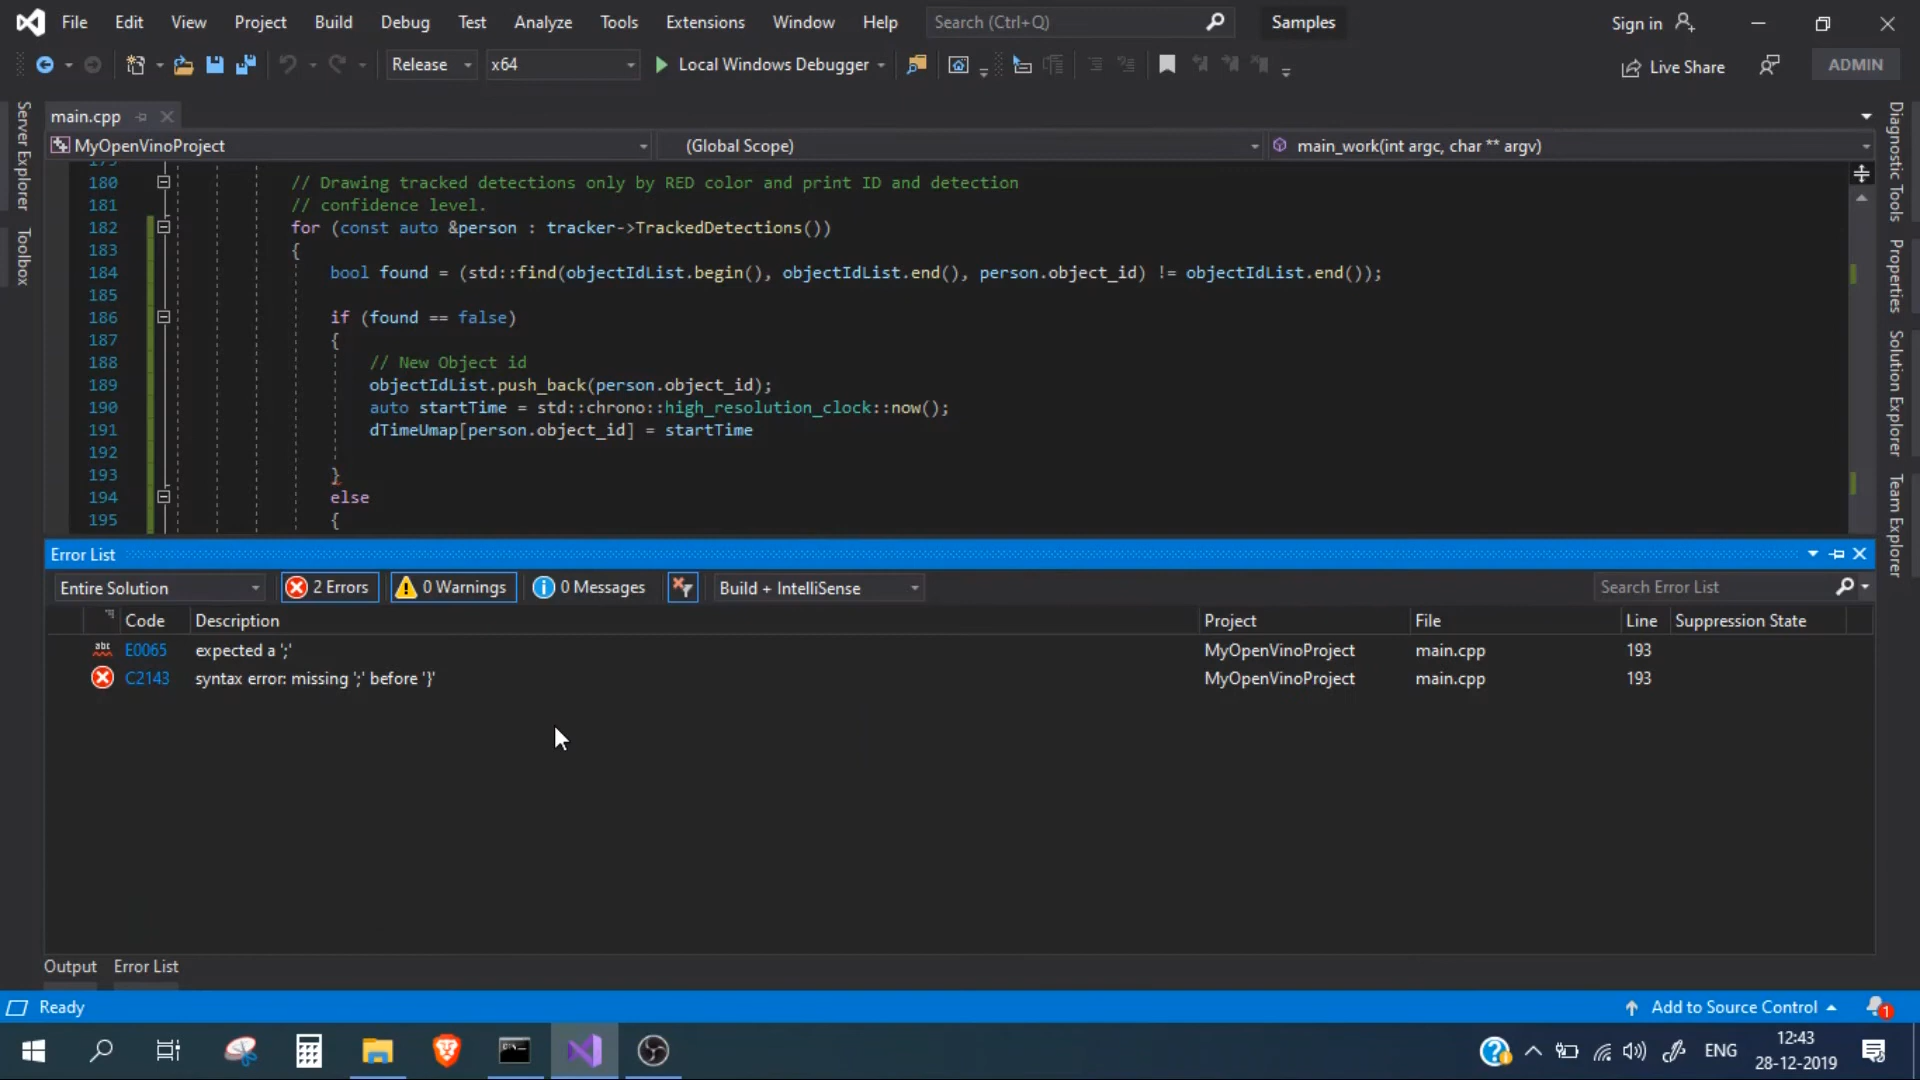 File Edit View Project Build Debug Test Analyze Tools Extensions Window Help Search (Ctrl+Q) Samples Sign in
Release x64 Local Windows Debugger Live Share ADMIN
Server Explorer
Toolbox
main.cpp
MyOpenVinoProject (Global Scope) main_work(int argc, char ** argv)
180 // Drawing tracked detections only by RED color and print ID and detection
181 // confidence level.
182 for (const auto &person : tracker->TrackedDetections())
183 {
184 bool found = (std::find(objectIdList.begin(), objectIdList.end(), person.object_id) != objectIdList.end());
185
186 if (found == false)
187 {
188 // New Object id
189 objectIdList.push_back(person.object_id);
190 auto startTime = std::chrono::high_resolution_clock::now();
191 dTimeUmap[person.object_id] = startTime
192
193 }
194 else
195 {
Diagnostic Tools
Properties
Solution Explorer
Team Explorer
Error List
Entire Solution 2 Errors 0 Warnings 0 Messages Build + IntelliSense Search Error List
Code Description Project File Line Suppression State
abc E0065 expected a ';' MyOpenVinoProject main.cpp 193
C2143 syntax error: missing ';' before '}' MyOpenVinoProject main.cpp 193
Output Error List
Ready Add to Source Control 1
ENG 12:43
28-12-2019